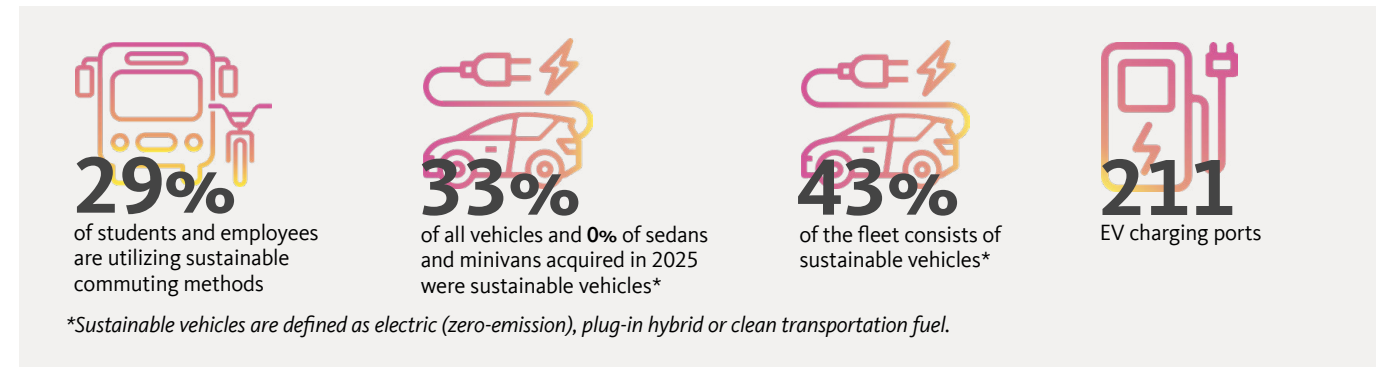 29%
of students and employees
are utilizing sustainable
commuting methods
33%
of all vehicles and 0% of sedans
and minivans acquired in 2025
were sustainable vehicles*
43%
of the fleet consists of
sustainable vehicles*
211
EV charging ports
*Sustainable vehicles are defined as electric (zero-emission), plug-in hybrid or clean transportation fuel.